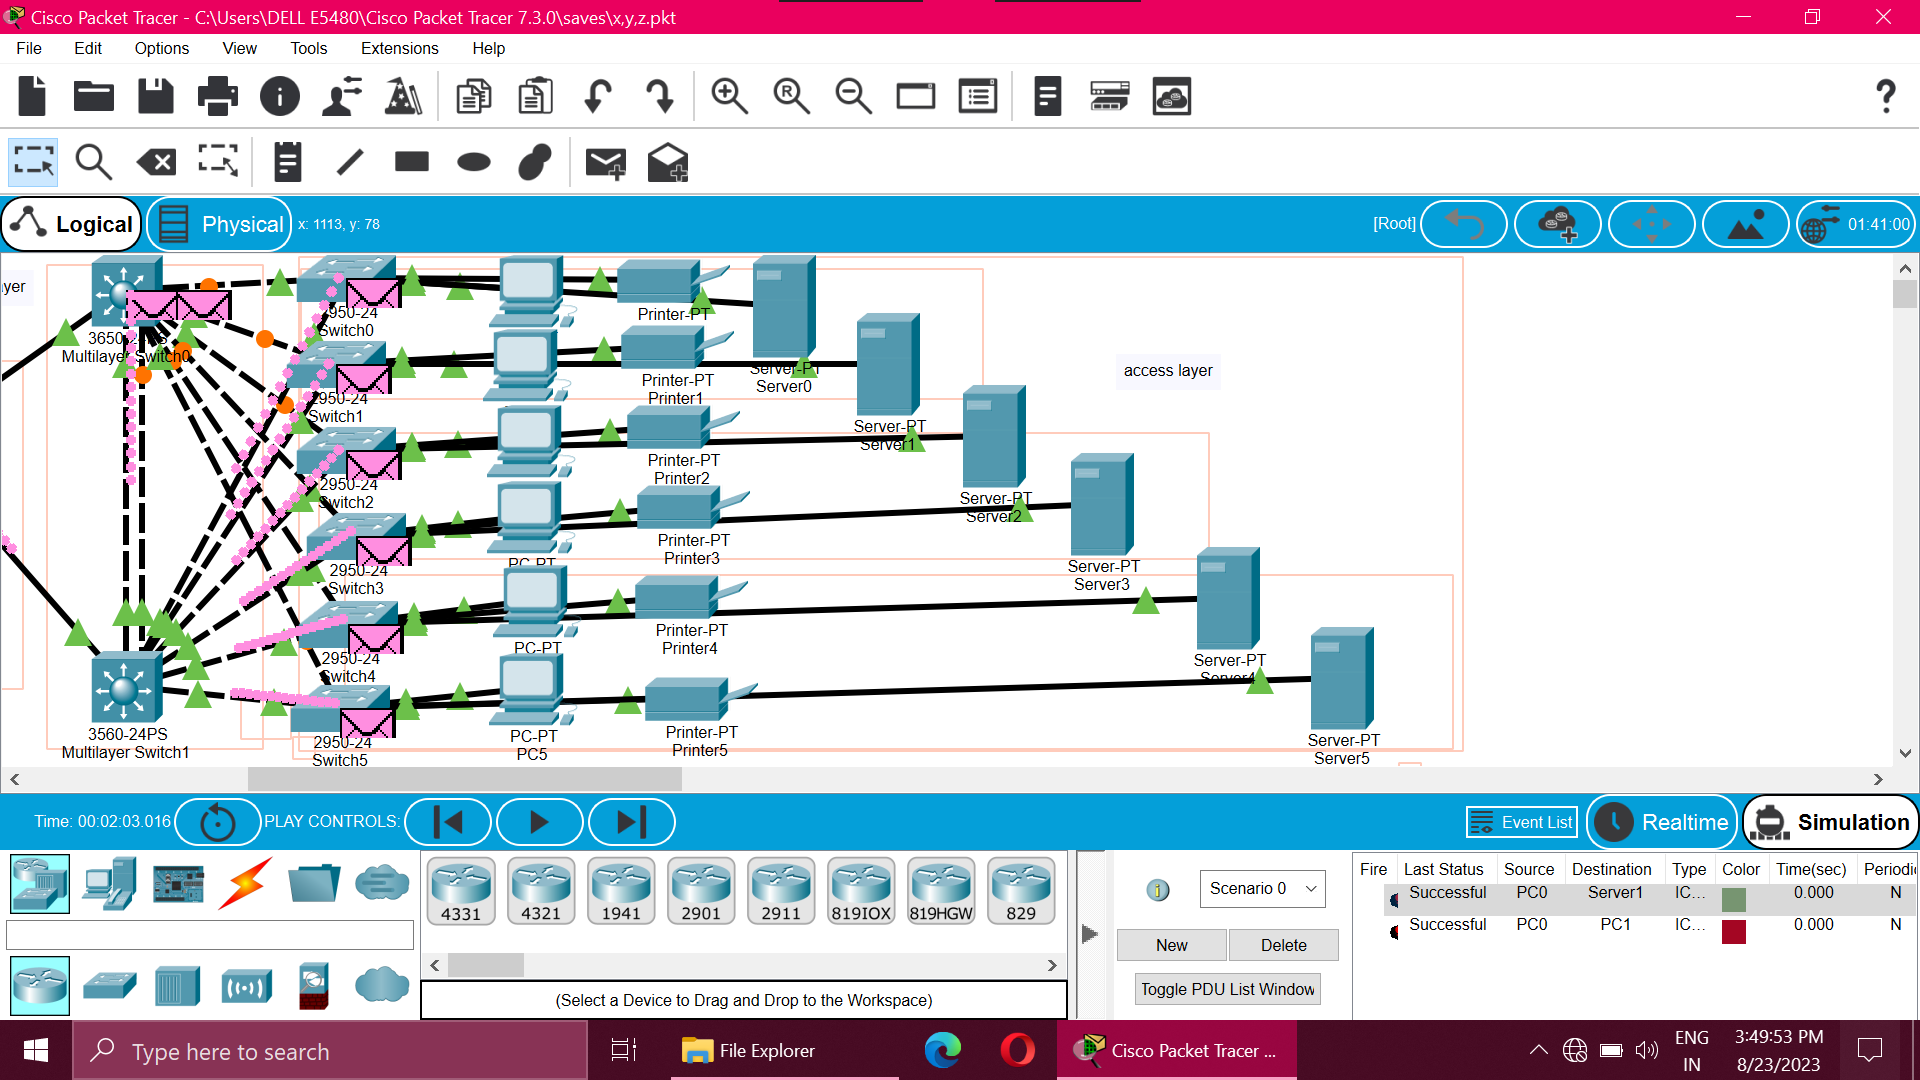 Cisco Packet Tracer - C:\Users\DELL E5480\Cisco Packet Tracer 7.3.0\saves\x,y,z.pkt
File Edit Options View Tools Extensions Help
Logical Physical x: 1113, y: 78 [Root] 01:41:00
yer
3650-24PS
Multilayer Switch0
2950-24
Switch0
2950-24
Switch1
2950-24
Switch2
2950-24
Switch3
2950-24
Switch4
2950-24
Switch5
3560-24PS
Multilayer Switch1
PC-PT
PC-PT
PC-PT
PC5
Printer-PT
Printer-PT
Printer1
Printer-PT
Printer2
Printer-PT
Printer3
Printer-PT
Printer4
Printer-PT
Printer5
Server-PT
Server0
Server-PT
Server1
Server-PT
Server2
Server-PT
Server3
Server-PT
Server4
Server-PT
Server5
access layer
Time: 00:02:03.016 PLAY CONTROLS: Event List Realtime Simulation
4331 4321 1941 2901 2911 819IOX 819HGW 829
(Select a Device to Drag and Drop to the Workspace)
Scenario 0
New Delete
Toggle PDU List Window
Fire Last Status Source Destination Type Color Time(sec) Periodi
Successful PC0 Server1 IC... 0.000 N
Successful PC0 PC1 IC... 0.000 N
Type here to search
File Explorer
Cisco Packet Tracer ...
ENG
IN
3:49:53 PM
8/23/2023